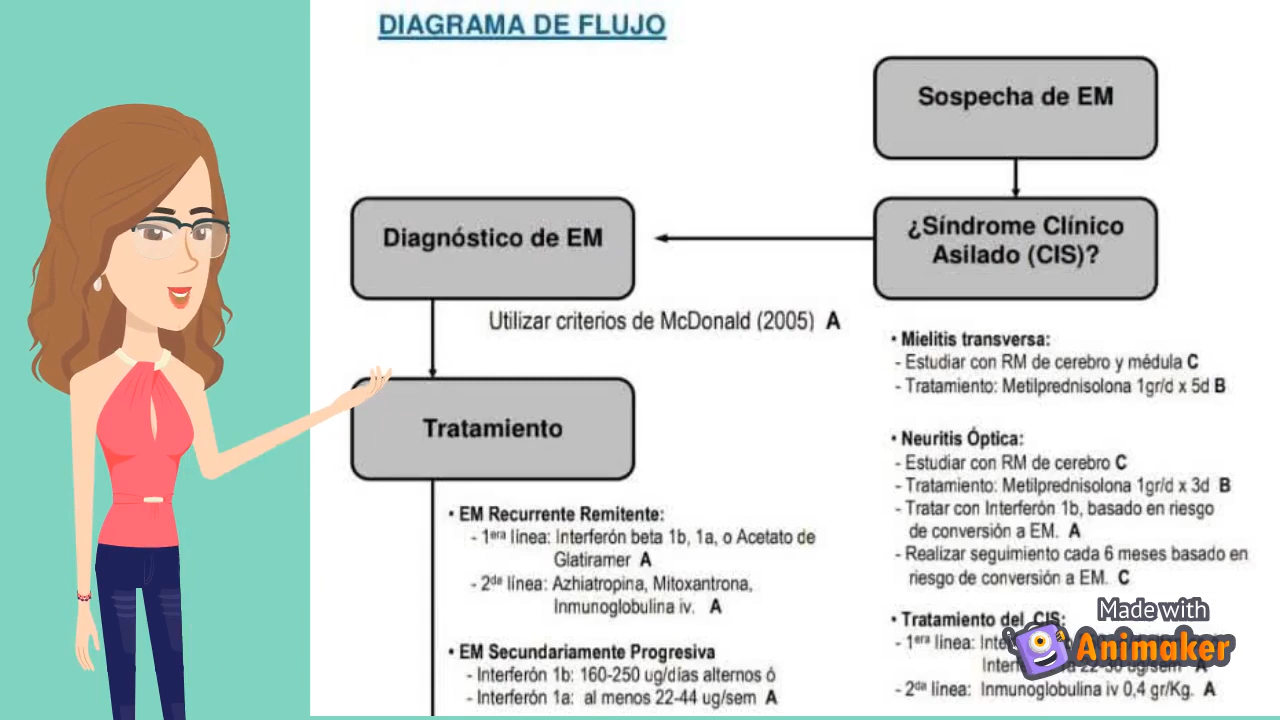 DIAGRAMA DE FLUJO
Sospecha de EM
¿Síndrome Clínico
Asilado (CIS)?
Diagnóstico de EM
Utilizar criterios de McDonald (2005) A
Tratamiento
• EM Recurrente Remitente:
- 1era línea: Interferón beta 1b, 1a, o Acetato de
Glatiramer A
- 2da línea: Azhiatropina, Mitoxantrona,
Inmunoglobulina iv. A
• EM Secundariamente Progresiva
- Interferón 1b: 160-250 ug/días alternos ó
- Interferón 1a: al menos 22-44 ug/sem A
• Mielitis transversa:
- Estudiar con RM de cerebro y médula C
- Tratamiento: Metilprednisolona 1gr/d x 5d B
• Neuritis Óptica:
- Estudiar con RM de cerebro C
- Tratamiento: Metilprednisolona 1gr/d x 3d B
- Tratar con Interferón 1b, basado en riesgo
de conversión a EM. A
- Realizar seguimiento cada 6 meses basado en
riesgo de conversión a EM. C
• Tratamiento del CIS:
- 1era línea:
A
- 2da línea: Inmunoglobulina iv 0,4 gr/Kg. A
Made with
Animaker